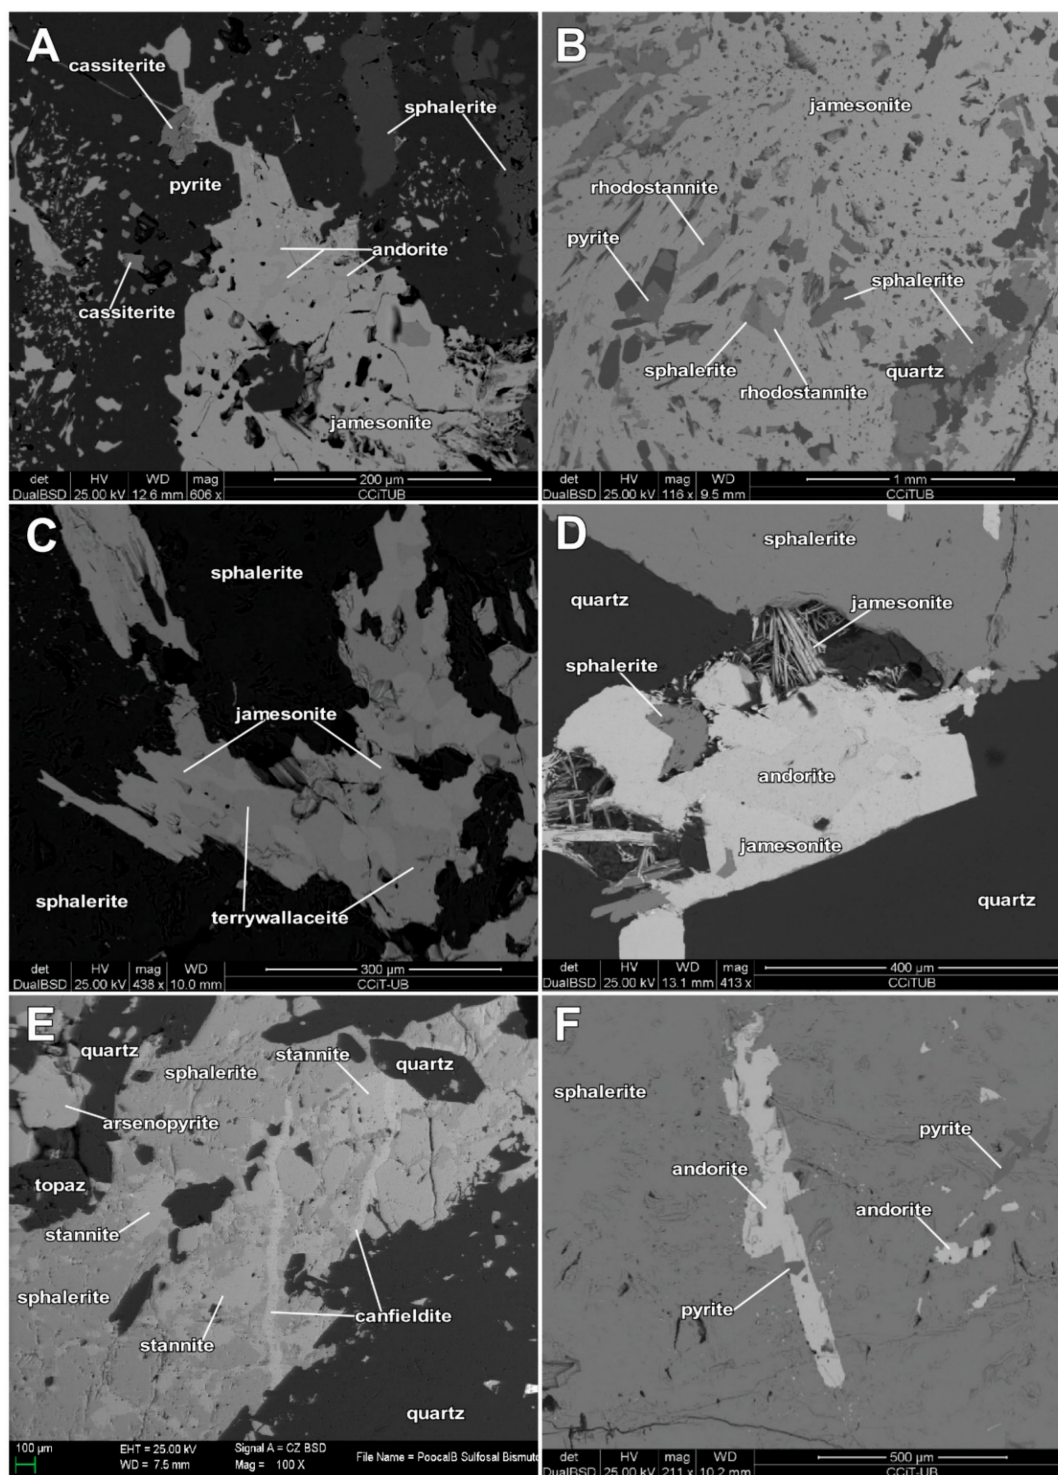 A
cassiterite
sphalerite
pyrite
andorite
cassiterite
jamesonite
det HV WD mag 200 µm
DualBSD 25.00 kV 12.6 mm 606 x CCiTUB
B
jamesonite
rhodostannite
pyrite
sphalerite
sphalerite
quartz
rhodostannite
det HV mag WD 1 mm
DualBSD 25.00 kV 116 x 9.5 mm CCiTUB
C
sphalerite
jamesonite
sphalerite
terrywallaceite
det HV mag WD 300 µm
DualBSD 25.00 kV 438 x 10.0 mm CCiT-UB
D
sphalerite
quartz
jamesonite
sphalerite
andorite
jamesonite
quartz
det HV WD mag 400 µm
DualBSD 25.00 kV 13.1 mm 413 x CCiTUB
E
quartz
stannite
sphalerite
quartz
arsenopyrite
topaz
stannite
sphalerite
canfieldite
stannite
quartz
100 µm EHT = 25.00 kV Signal A = CZ BSD
WD = 7.5 mm Mag = 100 X File Name = PoocalB Sulfosal Bismuto
F
sphalerite
pyrite
andorite
andorite
pyrite
det HV mag WD 500 µm
DualBSD 25.00 kV 211 x 10.2 mm CCiT-UB